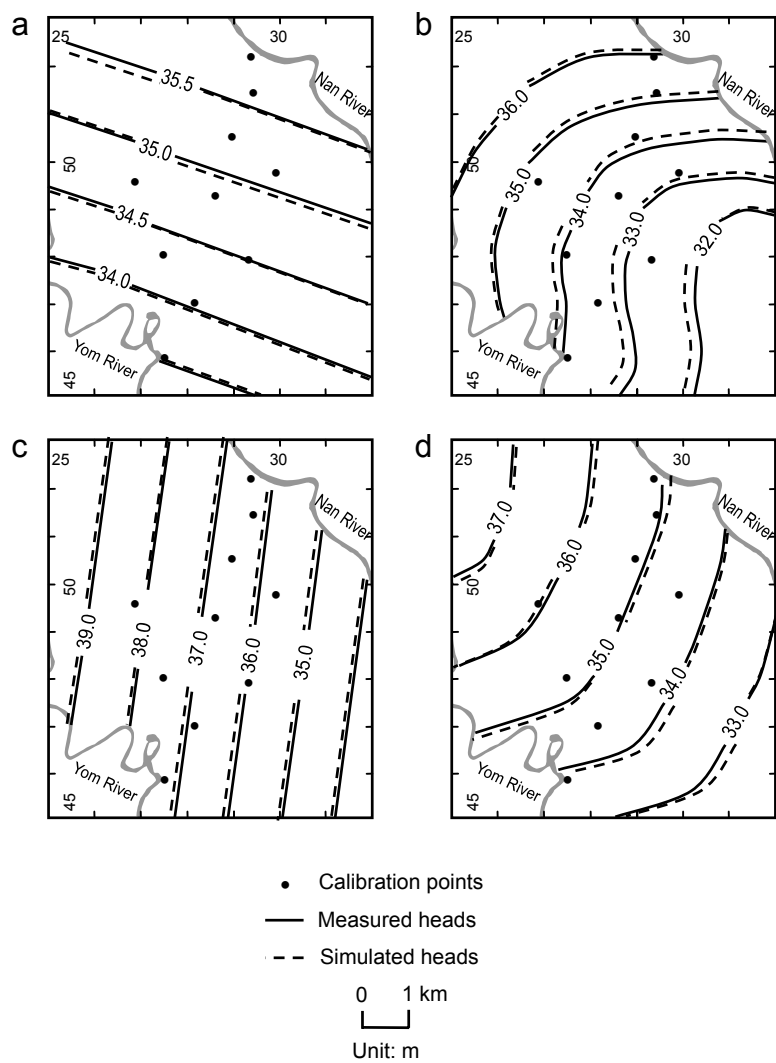 a
25
30
Nan River
35.5
35.0
50
34.5
34.0
Yom River
45
b
25
30
Nan River
36.0
35.0
50
34.0
33.0
32.0
Yom River
45
c
25
30
Nan River
50
39.0
38.0
37.0
36.0
35.0
Yom River
45
d
25
30
Nan River
37.0
36.0
50
35.0
34.0
33.0
Yom River
45
Calibration points
Measured heads
Simulated heads
0 1 km
Unit: m